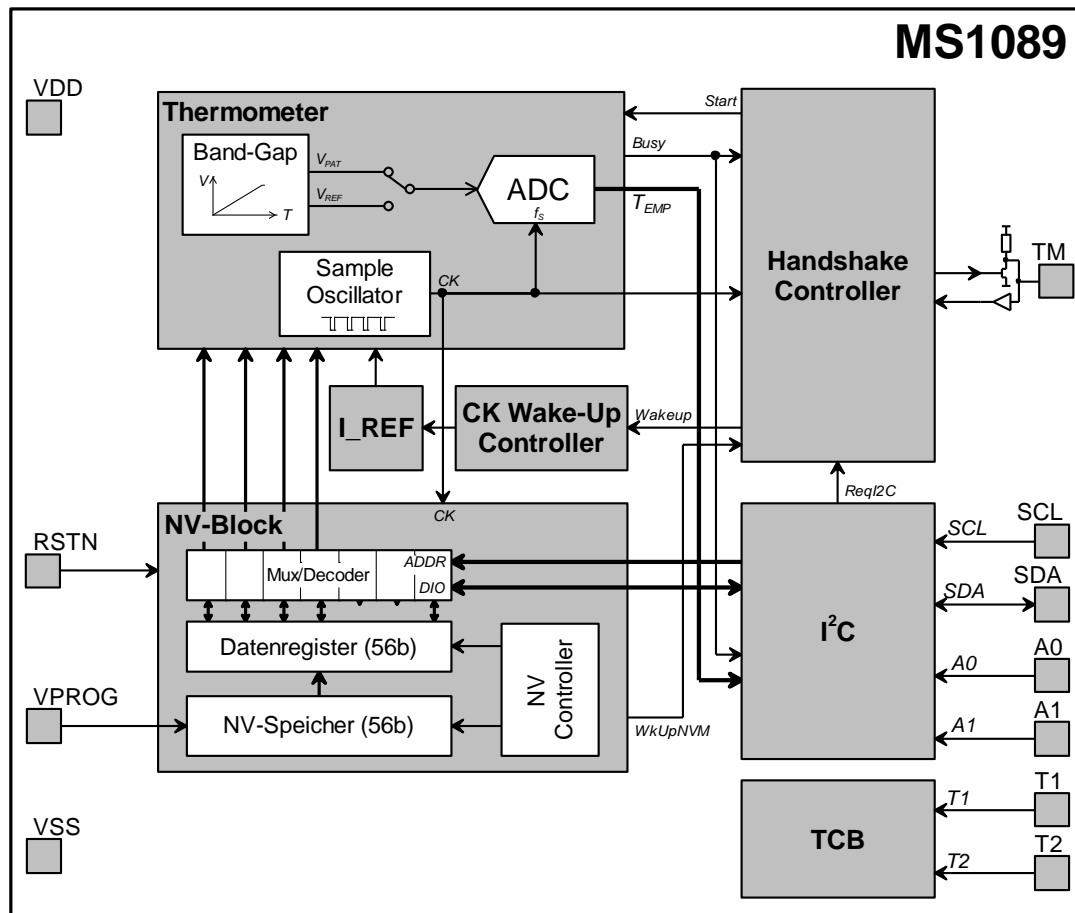 MS1089
VDD
Thermometer
Start
Band-Gap
Busy
V
T
V_PAT
V_REF
ADC
f_S
T_EMP
Handshake
Controller
TM
Sample
Oscillator
CK
I_REF
CK Wake-Up
Controller
Wakeup
ReqI2C
CK
NV-Block
RSTN
Mux/Decoder
ADDR
DIO
SCL
SCL
SDA
SDA
I²C
Datenregister (56b)
NV
Controller
A0
A0
VPROG
NV-Speicher (56b)
WkUpNVM
A1
A1
T1
T1
VSS
TCB
T2
T2